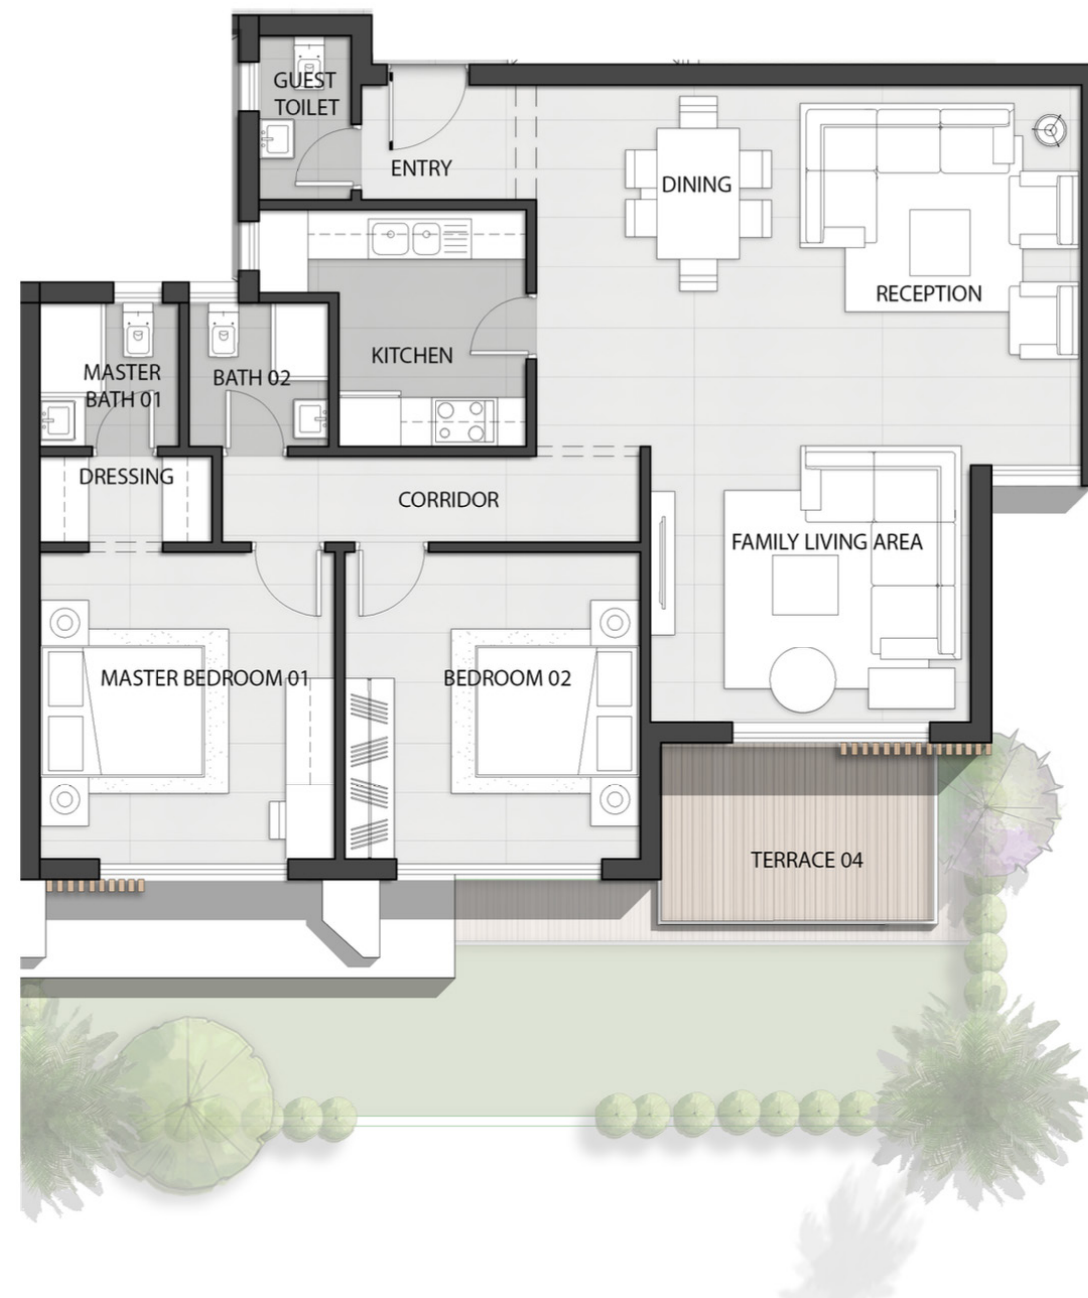 GUEST
TOILET
ENTRY
DINING
RECEPTION
KITCHEN
MASTER
BATH 01
BATH 02
DRESSING
CORRIDOR
FAMILY LIVING AREA
MASTER BEDROOM 01
BEDROOM 02
TERRACE 04